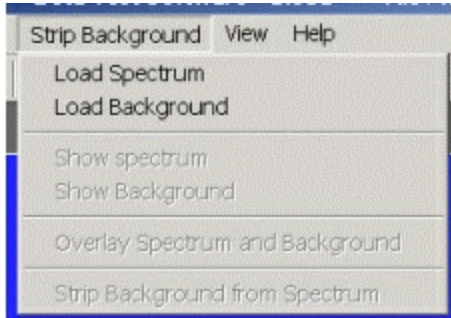 Strip Background View Help
Load Spectrum
Load Background
Show spectrum
Show Background
Overlay Spectrum and Background
Strip Background from Spectrum